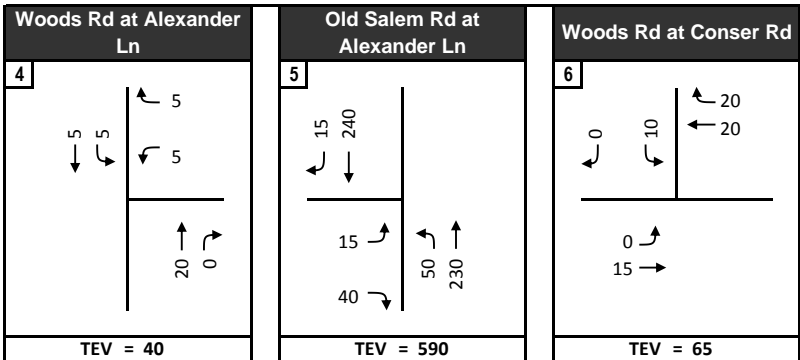 Woods Rd at Alexander
Ln
4
5
5
5
5
20
0
TEV = 40
Old Salem Rd at
Alexander Ln
5
15
240
15
40
50
230
TEV = 590
Woods Rd at Conser Rd
6
0
10
20
20
0
15
TEV = 65